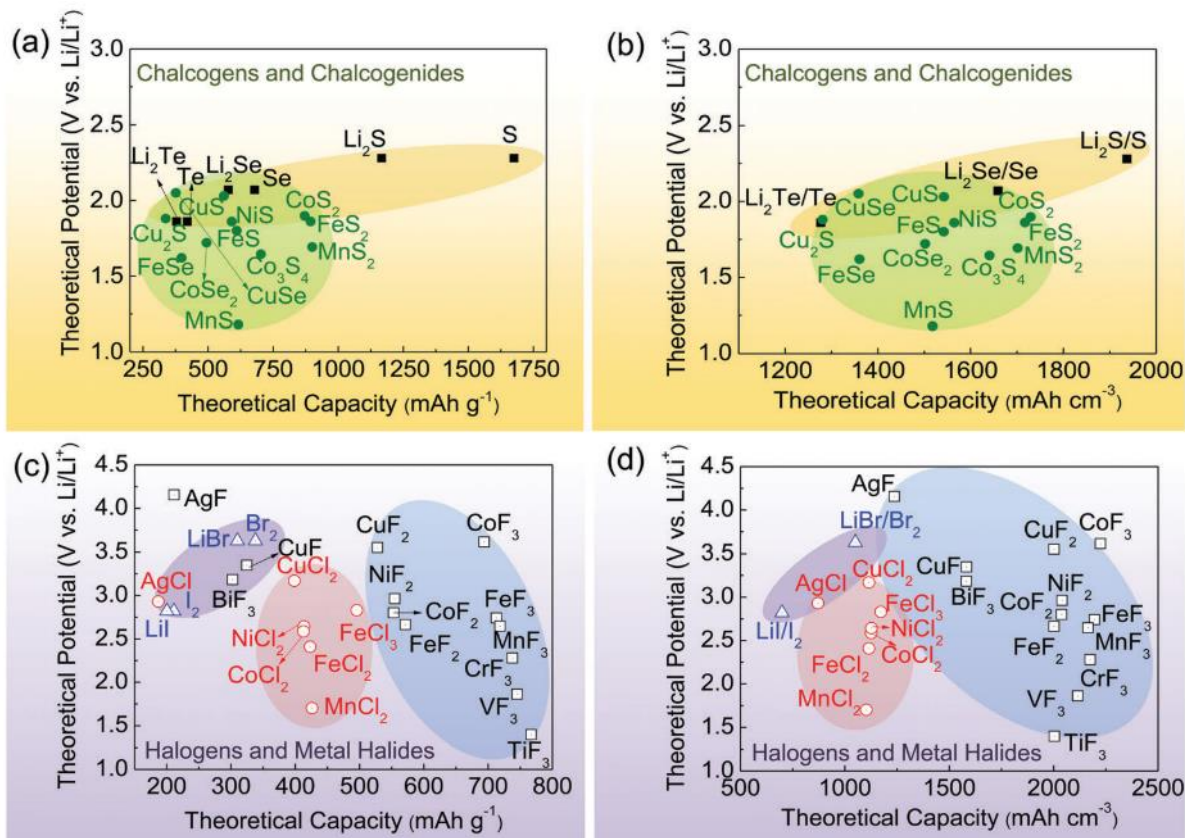 (a)
Theoretical Potential (V vs. Li/Li⁺)
3.0
2.5
2.0
1.5
1.0
Chalcogens and Chalcogenides
Li₂S
S
Li₂Te
Te
Li₂Se
Se
CuS
NiS
CoS₂
Cu₂S
FeS
FeS₂
FeSe
MnS₂
Co₃S₄
CoSe₂
CuSe
MnS
250 500 750 1000 1250 1500 1750
Theoretical Capacity (mAh g⁻¹)
(b)
Theoretical Potential (V vs. Li/Li⁺)
3.0
2.5
2.0
1.5
1.0
Chalcogens and Chalcogenides
Li₂S/S
Li₂Se/Se
Li₂Te/Te
CuS
CoS₂
CuSe
Cu₂S
FeS
NiS
FeS₂
CoSe₂
MnS₂
FeSe
Co₃S₄
MnS
1200 1400 1600 1800 2000
Theoretical Capacity (mAh cm⁻³)
(c)
Theoretical Potential (V vs. Li/Li⁺)
4.5
4.0
3.5
3.0
2.5
2.0
1.5
1.0
AgF
LiBr
Br₂
CuF
CuF₂
CoF₃
CuCl₂
AgCl
I₂
BiF₃
NiF₂
LiI
CoF₂
FeF₃
NiCl₂
FeCl₃
FeF₂
MnF₃
CoCl₂
FeCl₂
CrF₃
MnCl₂
VF₃
TiF₃
Halogens and Metal Halides
200 300 400 500 600 700 800
Theoretical Capacity (mAh g⁻¹)
(d)
Theoretical Potential (V vs. Li/Li⁺)
4.5
4.0
3.5
3.0
2.5
2.0
1.5
1.0
AgF
LiBr/Br₂
CuF₂
CoF₃
CuCl₂
CuF
AgCl
BiF₃
NiF₂
FeCl₃
CoF₂
FeF₃
LiI/I₂
NiCl₂
FeF₂
MnF₃
CoCl₂
FeCl₂
CrF₃
MnCl₂
VF₃
TiF₃
Halogens and Metal Halides
500 1000 1500 2000 2500
Theoretical Capacity (mAh cm⁻³)